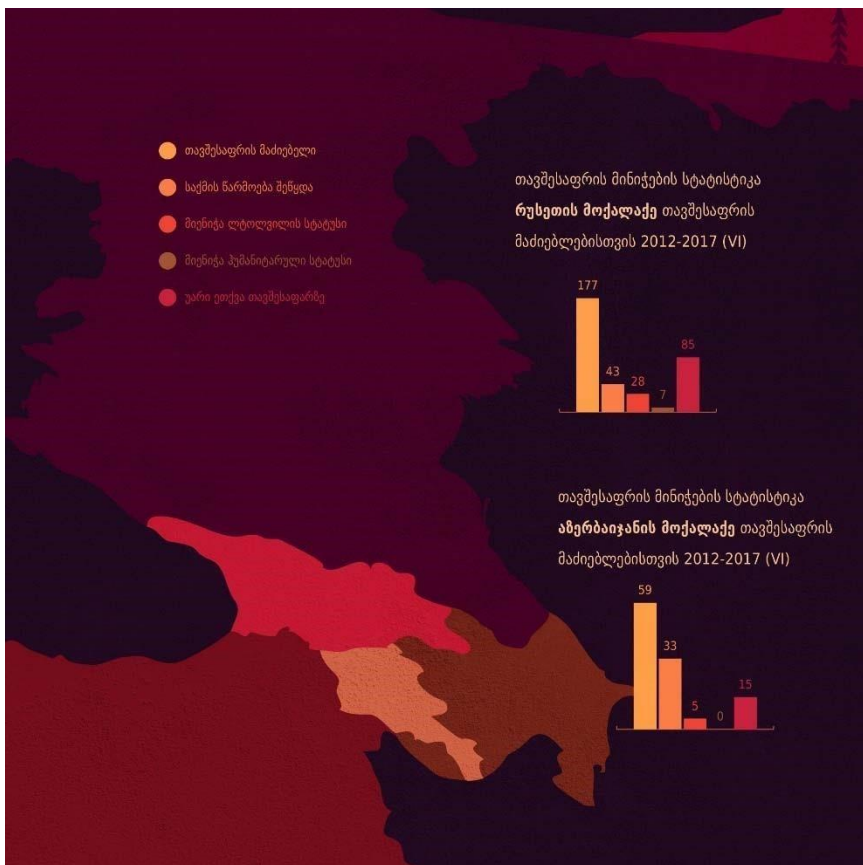 თავშესაფრის მაძიებელი
საქმის წარმოება შეწყდა
მიენიჭა ლტოლვილის სტატუსი
მიენიჭა ჰუმანიტარული სტატუსი
უარი ეთქვა თავშესაფარზე
თავშესაფრის მინიჭების სტატისტიკა
რუსეთის მოქალაქე თავშესაფრის
მაძიებლებისთვის 2012-2017 (VI)
177
43
28
7
85
თავშესაფრის მინიჭების სტატისტიკა
აზერბაიჯანის მოქალაქე თავშესაფრის
მაძიებლებისთვის 2012-2017 (VI)
59
33
5
0
15